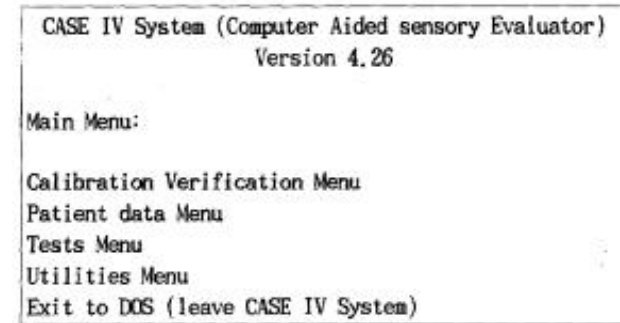 CASE IV System (Computer Aided sensory Evaluator)
Version 4.26
Main Menu:
Calibration Verification Menu
Patient data Menu
Tests Menu
Utilities Menu
Exit to DOS (leave CASE IV System)